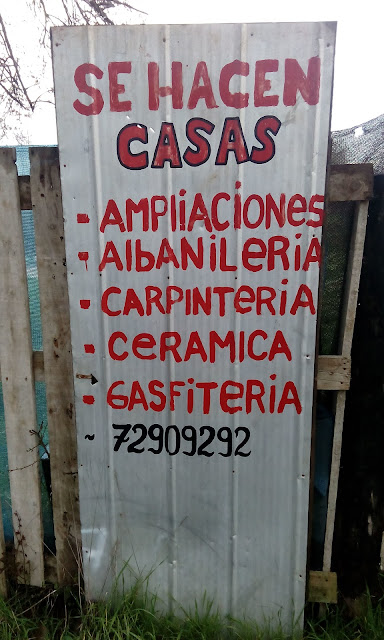 SE HACEN
CASAS
- AMPLIACIONES
- AlbANILERIA
- CARPINTERIA
- CERAMICA
- GASFITERIA
~ 72909292